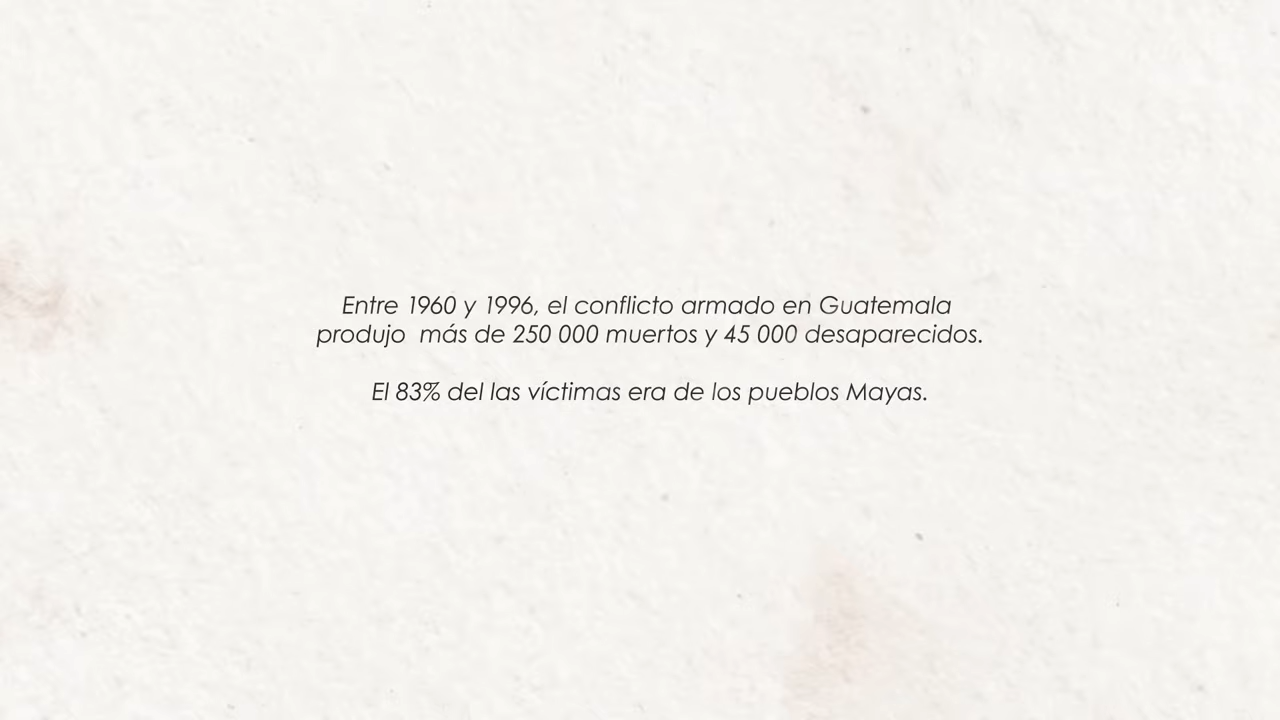 Entre 1960 y 1996, el conflicto armado en Guatemala
produjo  más de 250 000 muertos y 45 000 desaparecidos.
El 83% del las víctimas era de los pueblos Mayas.